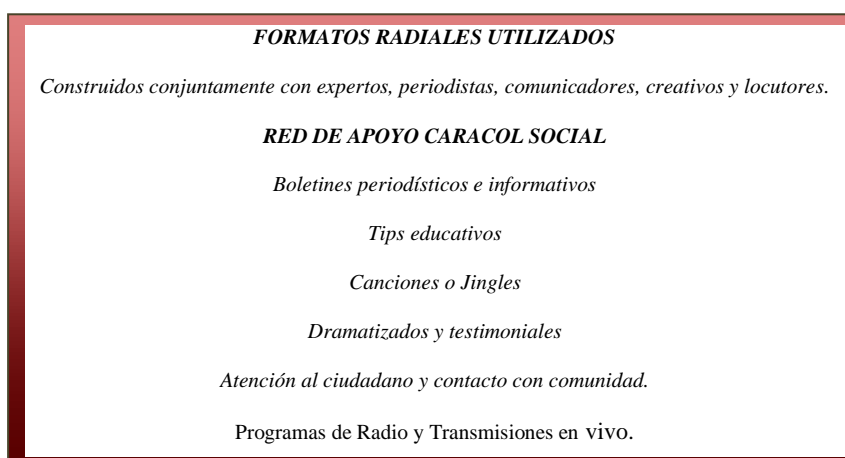 FORMATOS RADIALES UTILIZADOS
Construidos conjuntamente con expertos, periodistas, comunicadores, creativos y locutores.
RED DE APOYO CARACOL SOCIAL
Boletines periodísticos e informativos
Tips educativos
Canciones o Jingles
Dramatizados y testimoniales
Atención al ciudadano y contacto con comunidad.
Programas de Radio y Transmisiones en vivo.